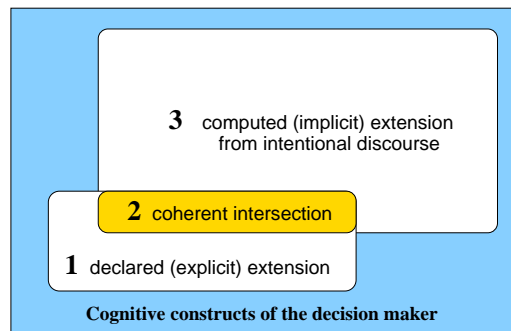 3 computed (implicit) extension
from intentional discourse
2 coherent intersection
1 declared (explicit) extension
Cognitive constructs of the decision maker